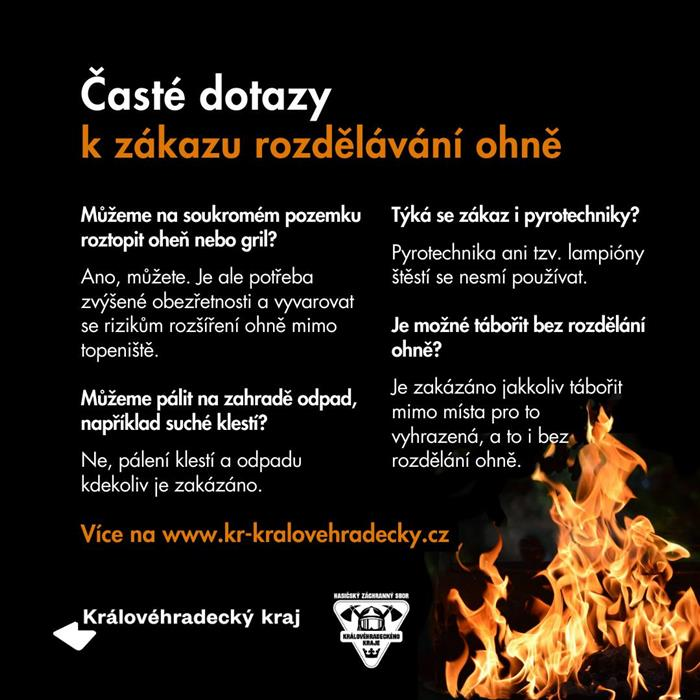 Časté dotazy
k zákazu rozdělávání ohně
Můžeme na soukromém pozemku
roztopit oheň nebo gril?
Ano, můžete. Je ale potřeba
zvýšené obezřetnosti a vyvarovat
se rizikům rozšíření ohně mimo
topeniště.
Můžeme pálit na zahradě odpad,
například suché klestí?
Ne, pálení klestí a odpadu
kdekoliv je zakázáno.
Týká se zákaz i pyrotechniky?
Pyrotechnika ani tzv. lampióny
štěstí se nesmí používat.
Je možné tábořit bez rozdělání
ohně?
Je zakázáno jakkoliv tábořit
mimo místa pro to
vyhrazená, a to i bez
rozdělání ohně.
Více na www.kr-kralovehradecky.cz
Královéhradecký kraj
HASIČSKÝ ZÁCHRANNÝ SBOR
KRÁLOVÉHRADECKÉHO
KRAJE